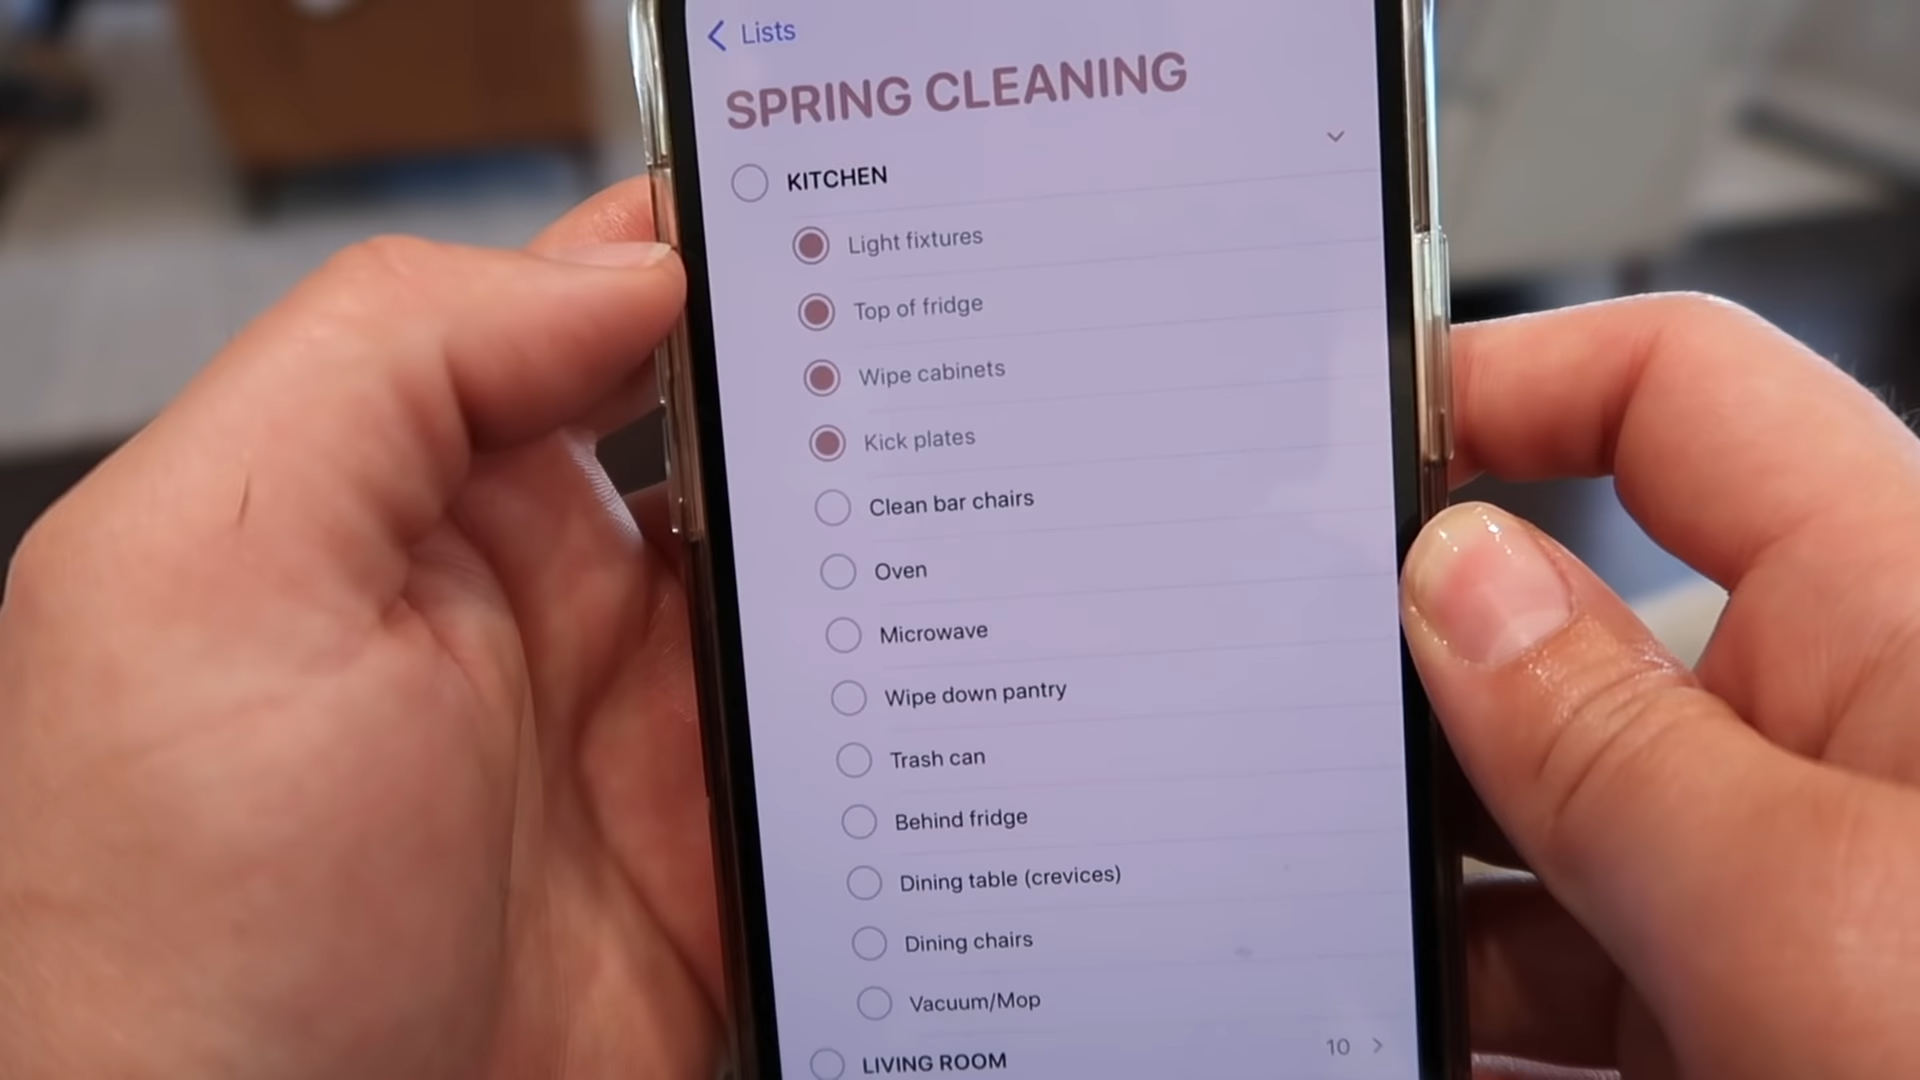 Lists
SPRING CLEANING
KITCHEN
Light fixtures
Top of fridge
Wipe cabinets
Kick plates
Clean bar chairs
Oven
Microwave
Wipe down pantry
Trash can
Behind fridge
Dining table (crevices)
Dining chairs
Vacuum/Mop
LIVING ROOM 10